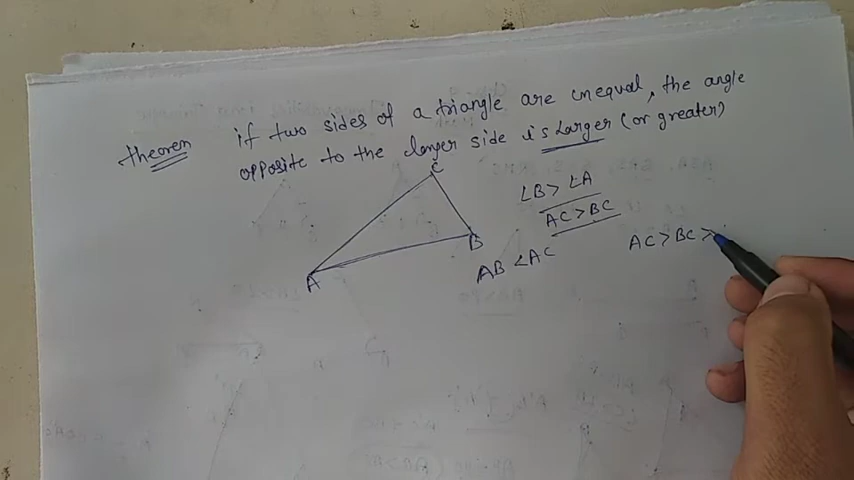 Theorem if two sides of a triangle are unequal, the angle
opposite to the longer side is Larger (or greater)
C
∠B > ∠A
AC > BC
B
AB < AC
AC > BC >
A